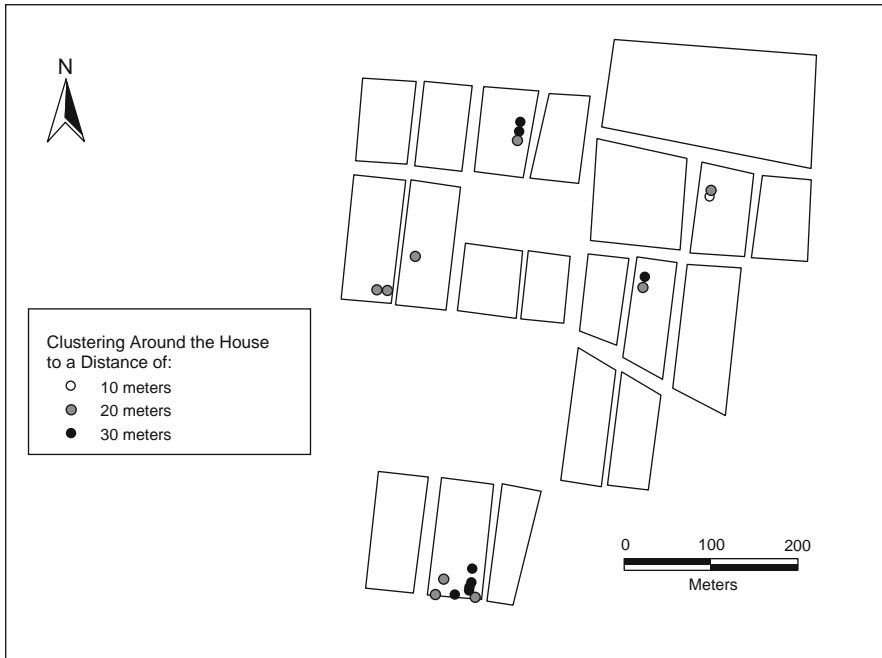 N
Clustering Around the House
to a Distance of:
10 meters
20 meters
30 meters
0 100 200
Meters